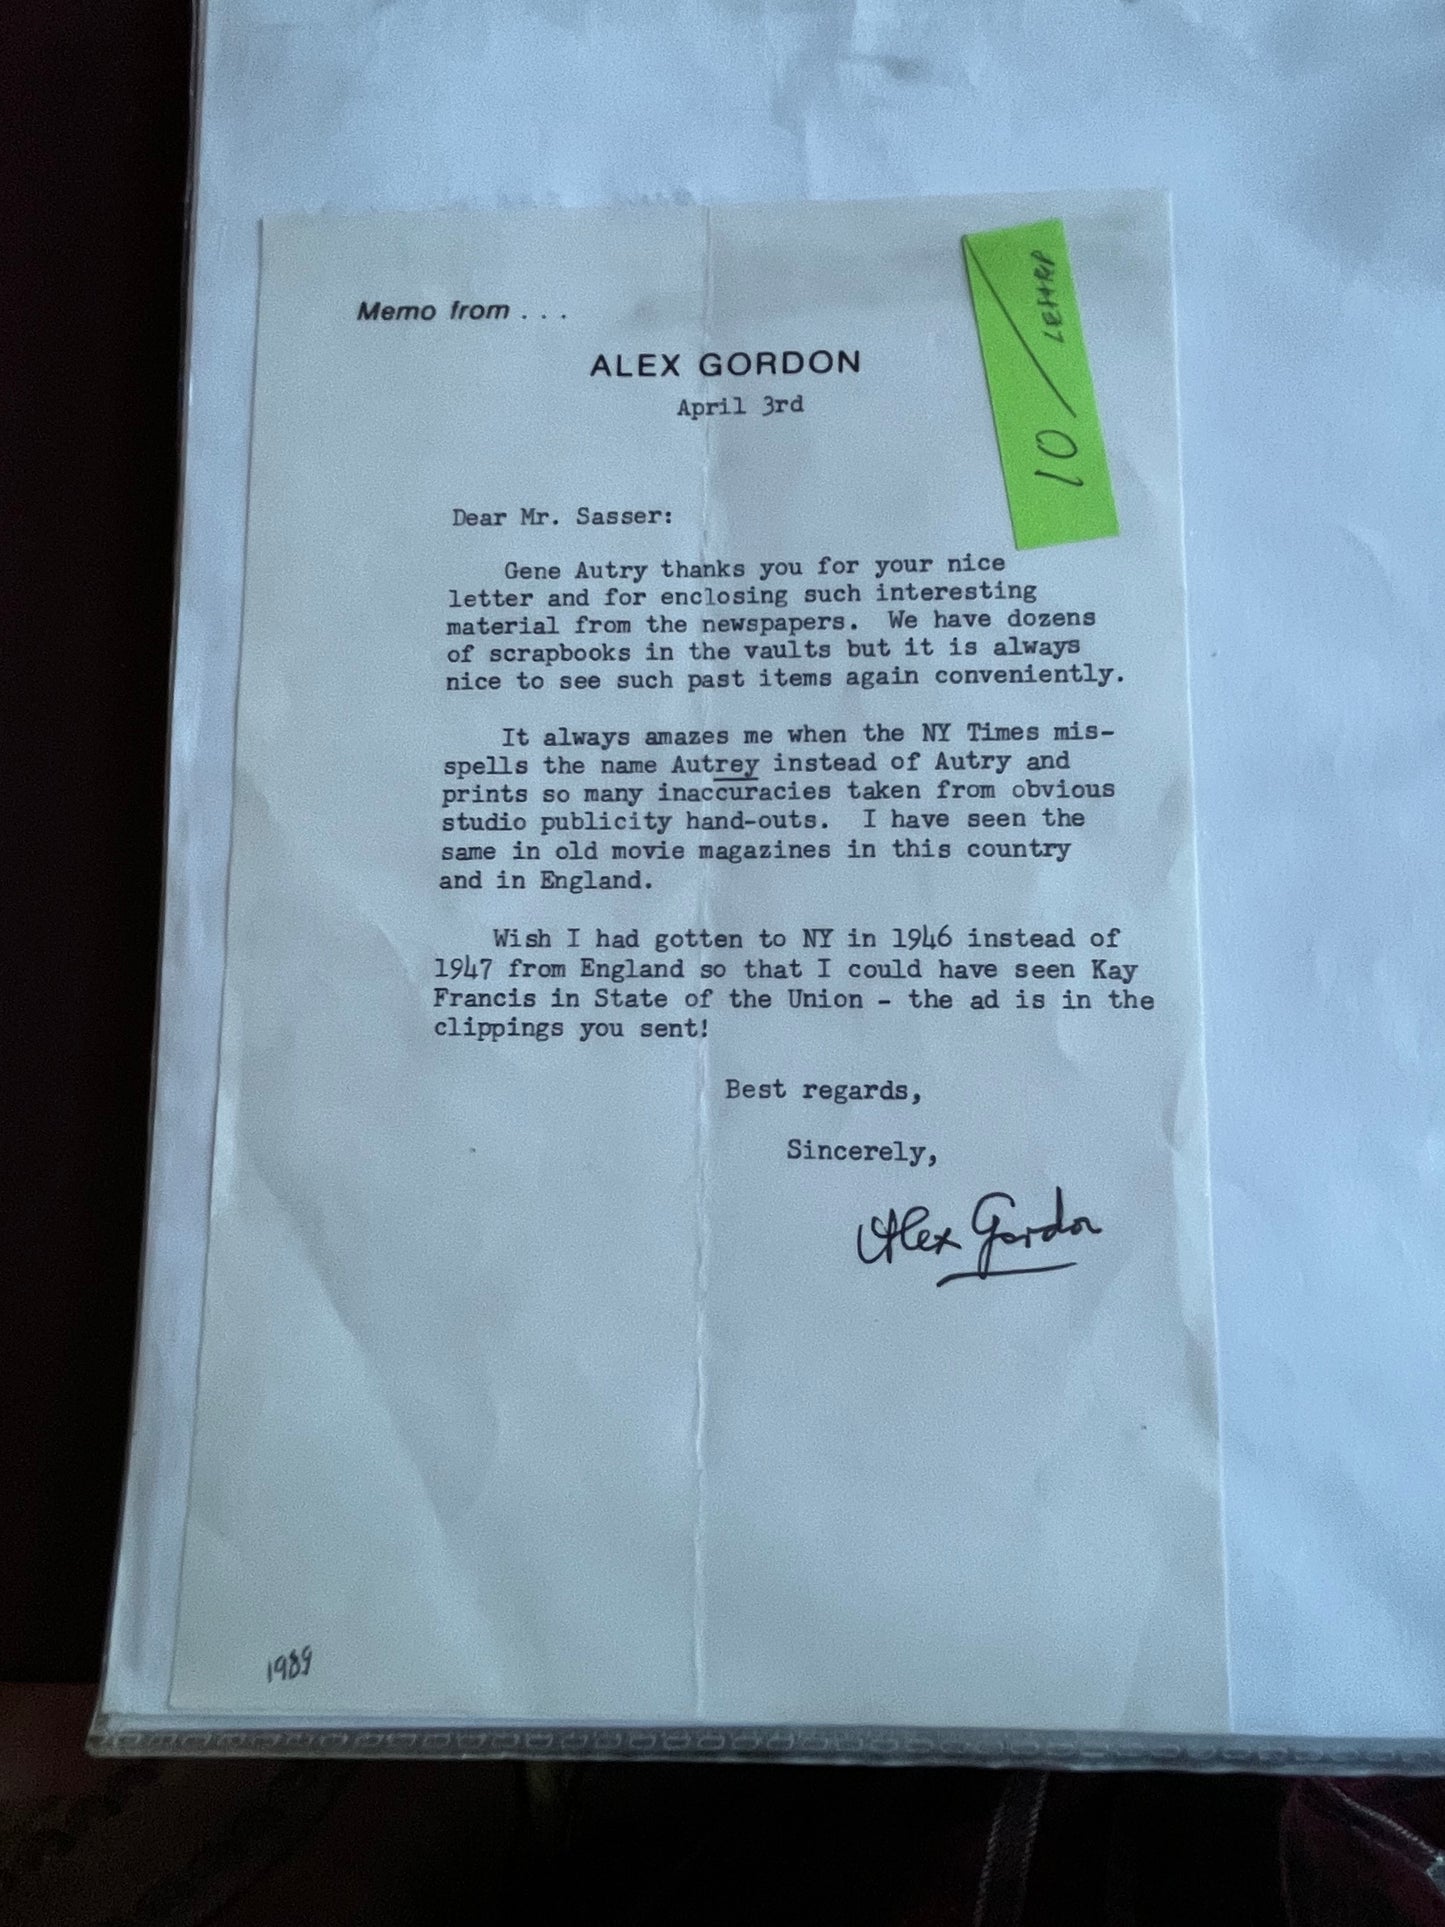 Memo from . . .
ALEX GORDON
April 3rd
10
Dear Mr. Sasser:
Gene Autry thanks you for your nice
letter and for enclosing such interesting
material from the newspapers. We have dozens
of scrapbooks in the vaults but it is always
nice to see such past items again conveniently.
It always amazes me when the NY Times mis-
spells the name Autrey instead of Autry and
prints so many inaccuracies taken from obvious
studio publicity hand-outs. I have seen the
same in old movie magazines in this country
and in England.
Wish I had gotten to NY in 1946 instead of
1947 from England so that I could have seen Kay
Francis in State of the Union - the ad is in the
clippings you sent!
Best regards,
Sincerely,
Alex Gordon
1989